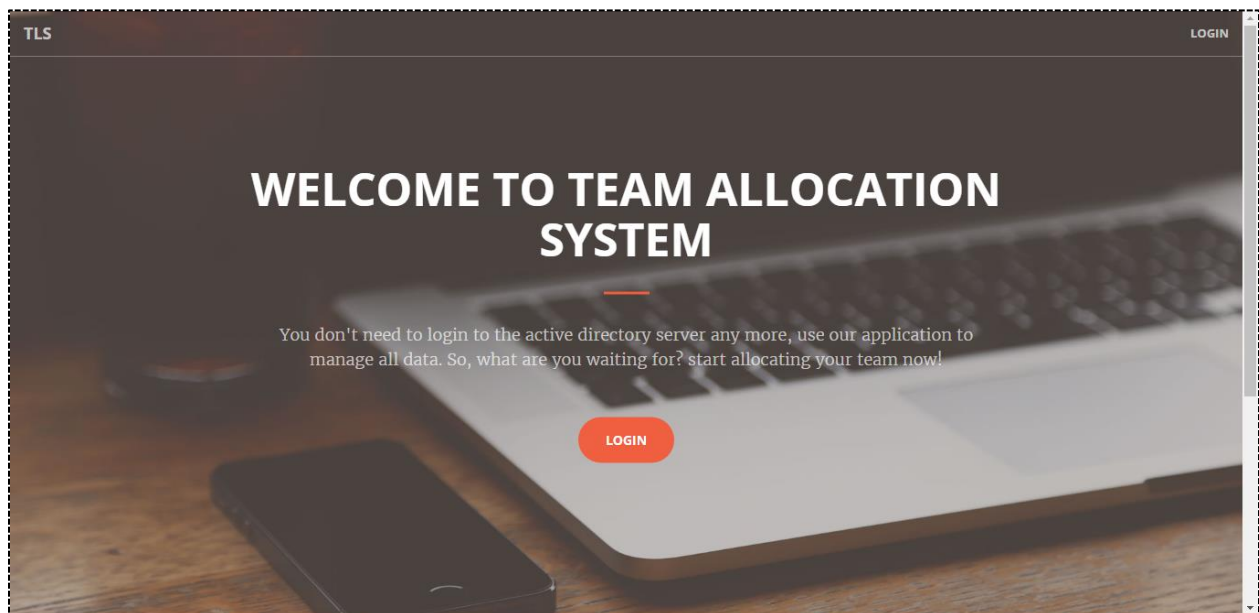 TLS
LOGIN
WELCOME TO TEAM ALLOCATION
SYSTEM
You don't need to login to the active directory server any more, use our application to
manage all data. So, what are you waiting for? start allocating your team now!
LOGIN